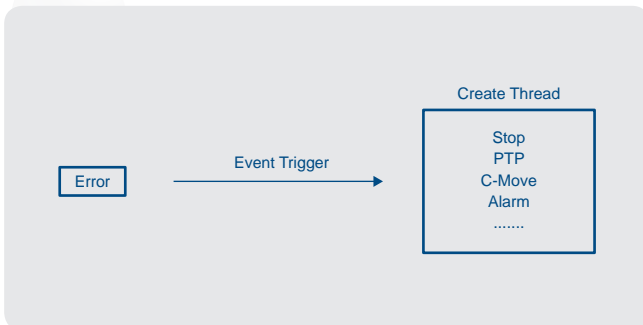 Create Thread
Error
Event Trigger
Stop
PTP
C-Move
Alarm
.......